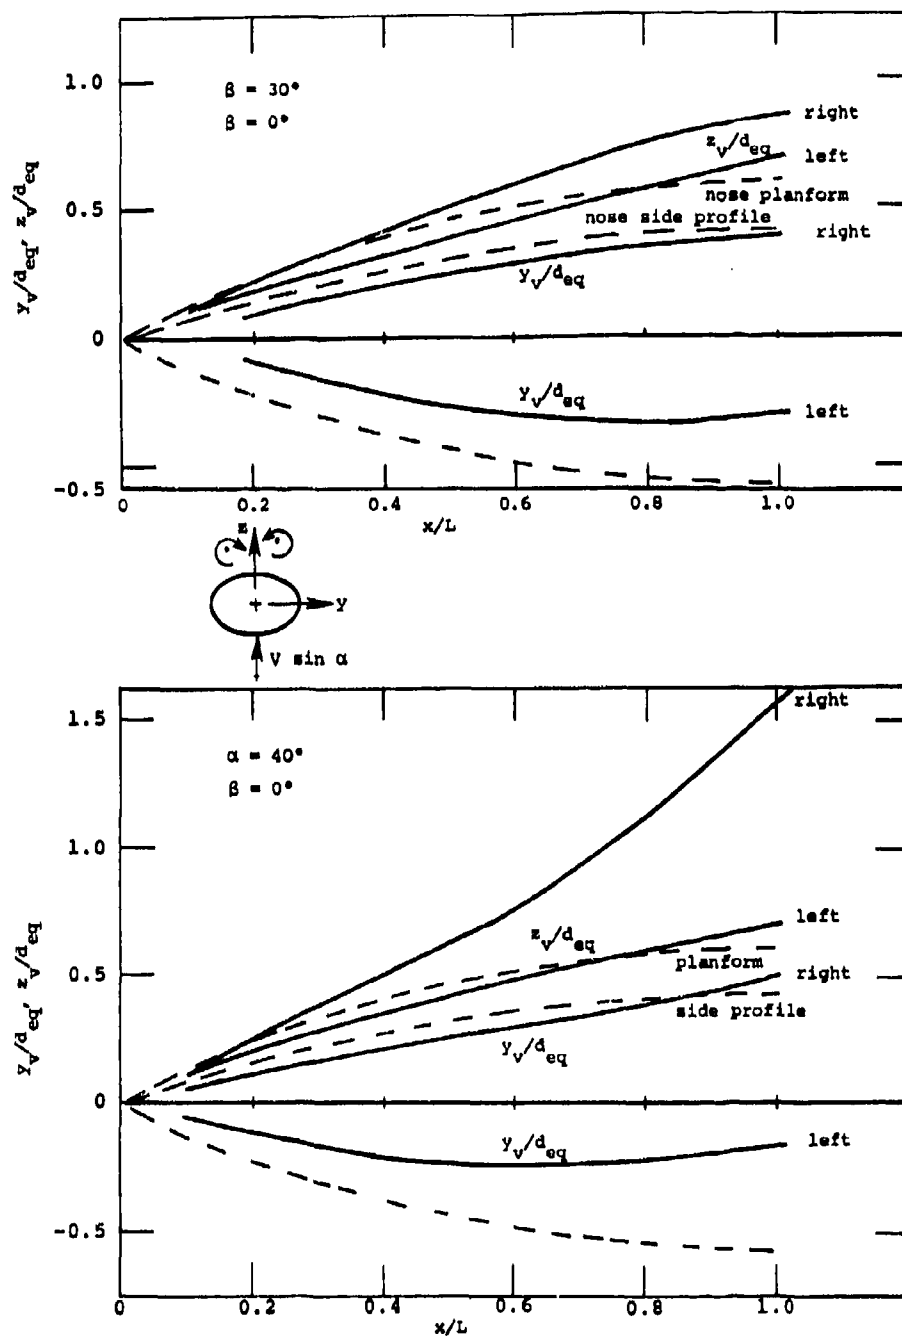 1.0
β = 30°
β = 0°
right
z_v/d_eq
left
nose planform
0.5
nose side profile
right
y_v/d_eq
y_v/d_eq, z_v/d_eq
0
y_v/d_eq
left
-0.5
0 0.2 0.4 0.6 0.8 1.0
x/L
z
y
V sin α
1.5
right
α = 40°
β = 0°
1.0
left
z_v/d_eq
planform
right
0.5
side profile
y_v/d_eq
y_v/d_eq, z_v/d_eq
0
y_v/d_eq
left
-0.5
0 0.2 0.4 0.6 0.8 1.0
x/L